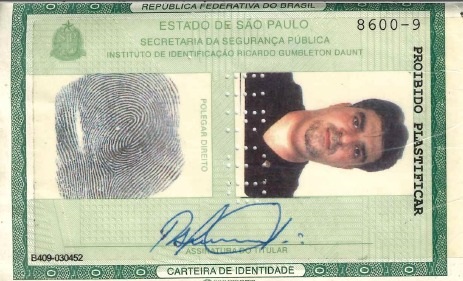 REPÚBLICA FEDERATIVA DO BRASIL
ESTADO DE SÃO PAULO
8600-9
SECRETARIA DA SEGURANÇA PÚBLICA
INSTITUTO DE IDENTIFICAÇÃO RICARDO GUMBLETON DAUNT
POLEGAR DIREITO
PROIBIDO PLASTIFICAR
ASSINATURA DO TITULAR
B409-030452
CARTEIRA DE IDENTIDADE